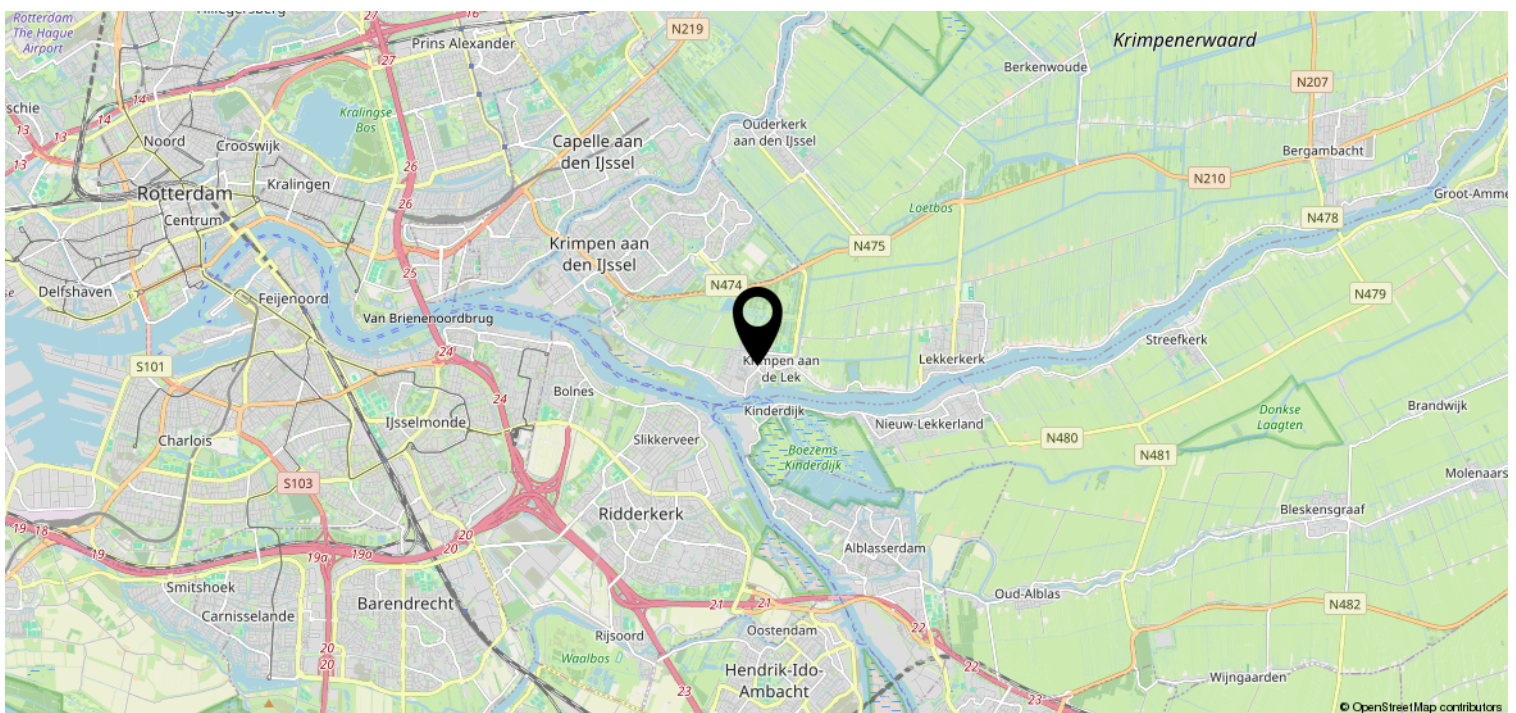 Rotterdam
The Hague
Airport
Hillegersberg
27
16
N219
Krimpenerwaard
Prins Alexander
27
Berkenwoude
N207
14
schie
13
13
14
Kralingse
Bos
Noord
Crooswijk
13
Ouderkerk
aan den IJssel
Capelle aan
den IJssel
Bergambacht
26
N210
Rotterdam
Kralingen
Centrum
26
Loetbos
Groot-Amme
N478
Krimpen aan
den IJssel
N475
25
N474
Delfshaven
Feijenoord
N479
Van Brienenoordbrug
Streefkerk
24
S101
Krimpen aan
de Lek
Lekkerkerk
Bolnes
24
Kinderdijk
Nieuw-Lekkerland
Donkse
Laagten
Brandwijk
IJsselmonde
Charlois
Slikkerveer
N480
N481
Boezems
Kinderdijk
Molenaars
S103
Ridderkerk
Bleskensgraaf
19
18
20
20
19
19a
19a
Alblasserdam
Smitshoek
Oud-Alblas
Carnisselande
Barendrecht
21
21
N482
22
Rijsoord
Oostendam
20
20
Waalbos
22
Hendrik-Ido-
Ambacht
23
23
Wijngaarden
© OpenStreetMap contributors